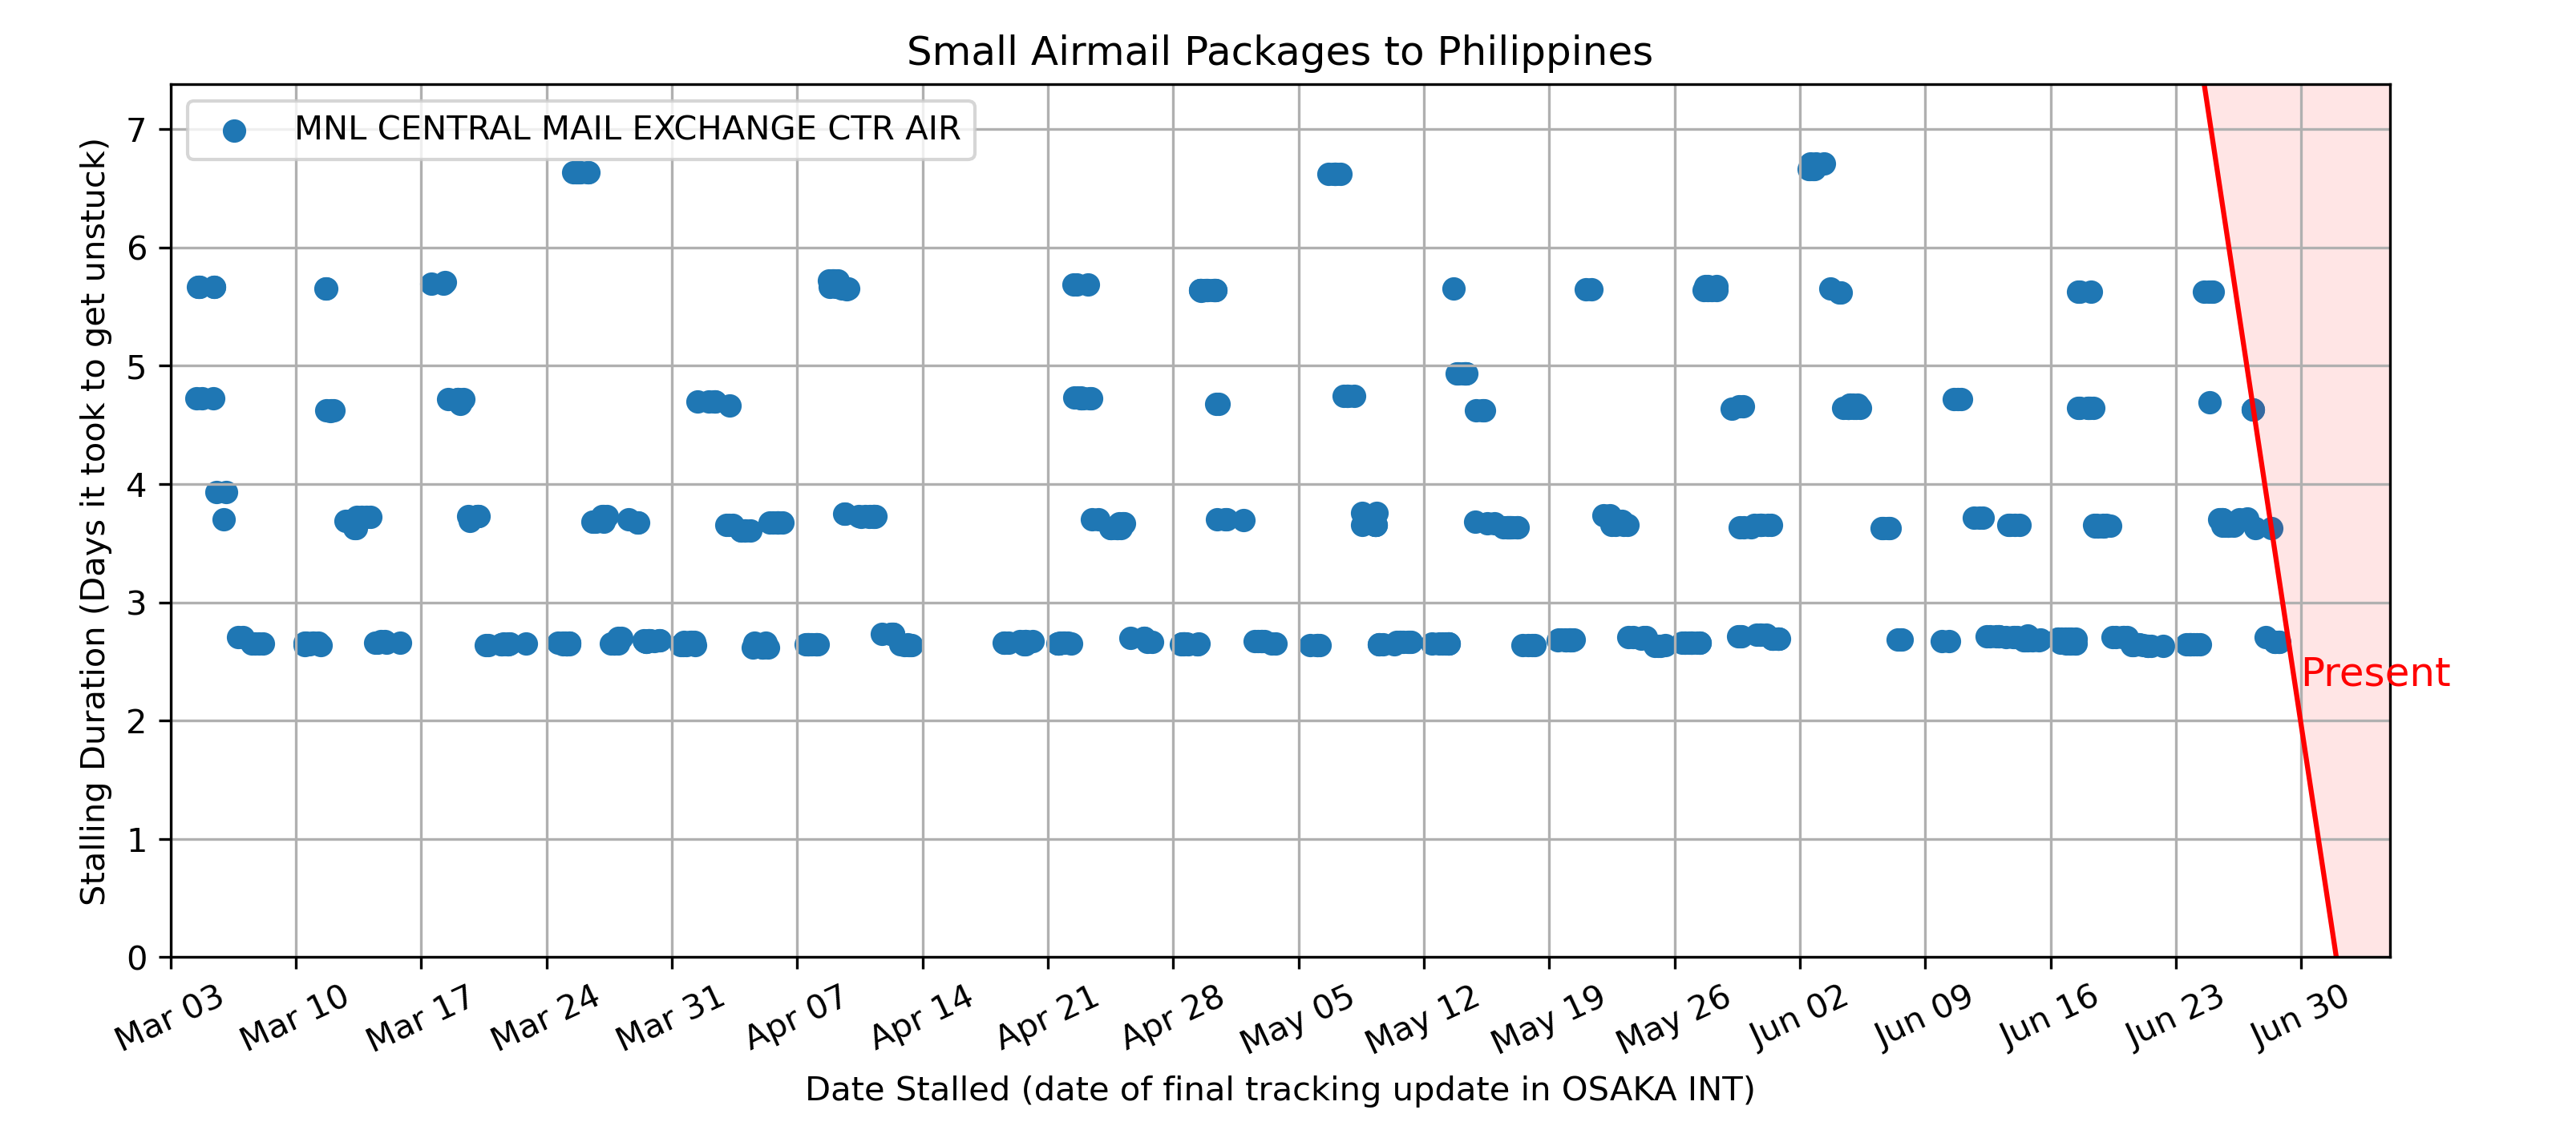 Small Airmail Packages to Philippines
MNL CENTRAL MAIL EXCHANGE CTR AIR
Stalling Duration (Days it took to get unstuck)
7
6
5
4
3
2
1
0
Present
Mar 03
Mar 10
Mar 17
Mar 24
Mar 31
Apr 07
Apr 14
Apr 21
Apr 28
May 05
May 12
May 19
May 26
Jun 02
Jun 09
Jun 16
Jun 23
Jun 30
Date Stalled (date of final tracking update in OSAKA INT)